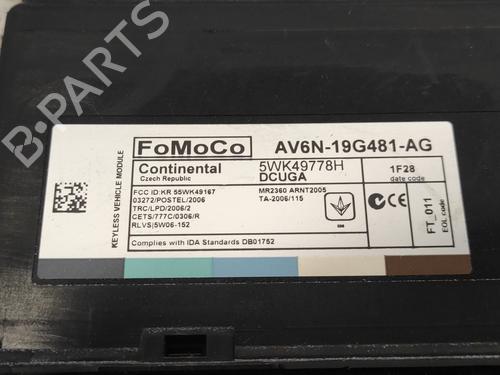 B-PARTS
KEYLESS VEHICLE MODULE
FoMoCo AV6N-19G481-AG
Continental 5WK49778H 1F28
Czech Republic DCUGA date code
FCC ID:KR 55WK49167 MR2360 ARNT2005
03272/POSTEL/2006 TA-2006/115
TRC/LPD/2006/2
CETS/777C/0306/R
RLVS|5W06-152
Complies with IDA Standards DB01752
FT_011
EOL code